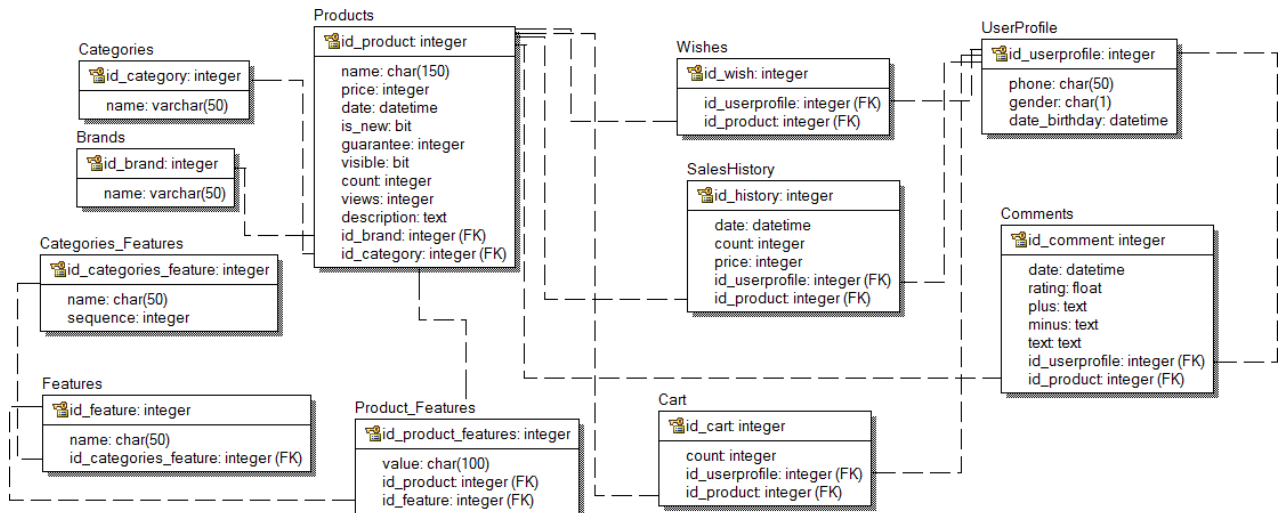 Products
id_product: integer
name: char(150)
price: integer
date: datetime
is_new: bit
guarantee: integer
visible: bit
count: integer
views: integer
description: text
id_brand: integer (FK)
id_category: integer (FK)
Categories
id_category: integer
name: varchar(50)
Brands
id_brand: integer
name: varchar(50)
Categories_Features
id_categories_feature: integer
name: char(50)
sequence: integer
Features
id_feature: integer
name: char(50)
id_categories_feature: integer (FK)
Product_Features
id_product_features: integer
value: char(100)
id_product: integer (FK)
id_feature: integer (FK)
Wishes
id_wish: integer
id_userprofile: integer (FK)
id_product: integer (FK)
SalesHistory
id_history: integer
date: datetime
count: integer
price: integer
id_userprofile: integer (FK)
id_product: integer (FK)
Cart
id_cart: integer
count: integer
id_userprofile: integer (FK)
id_product: integer (FK)
UserProfile
id_userprofile: integer
phone: char(50)
gender: char(1)
date_birthday: datetime
Comments
id_comment: integer
date: datetime
rating: float
plus: text
minus: text
text: text
id_userprofile: integer (FK)
id_product: integer (FK)